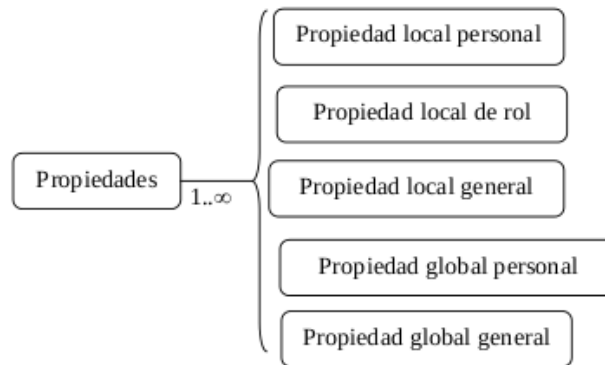 Propiedad local personal
Propiedad local de rol
Propiedades
1..∞
Propiedad local general
Propiedad global personal
Propiedad global general